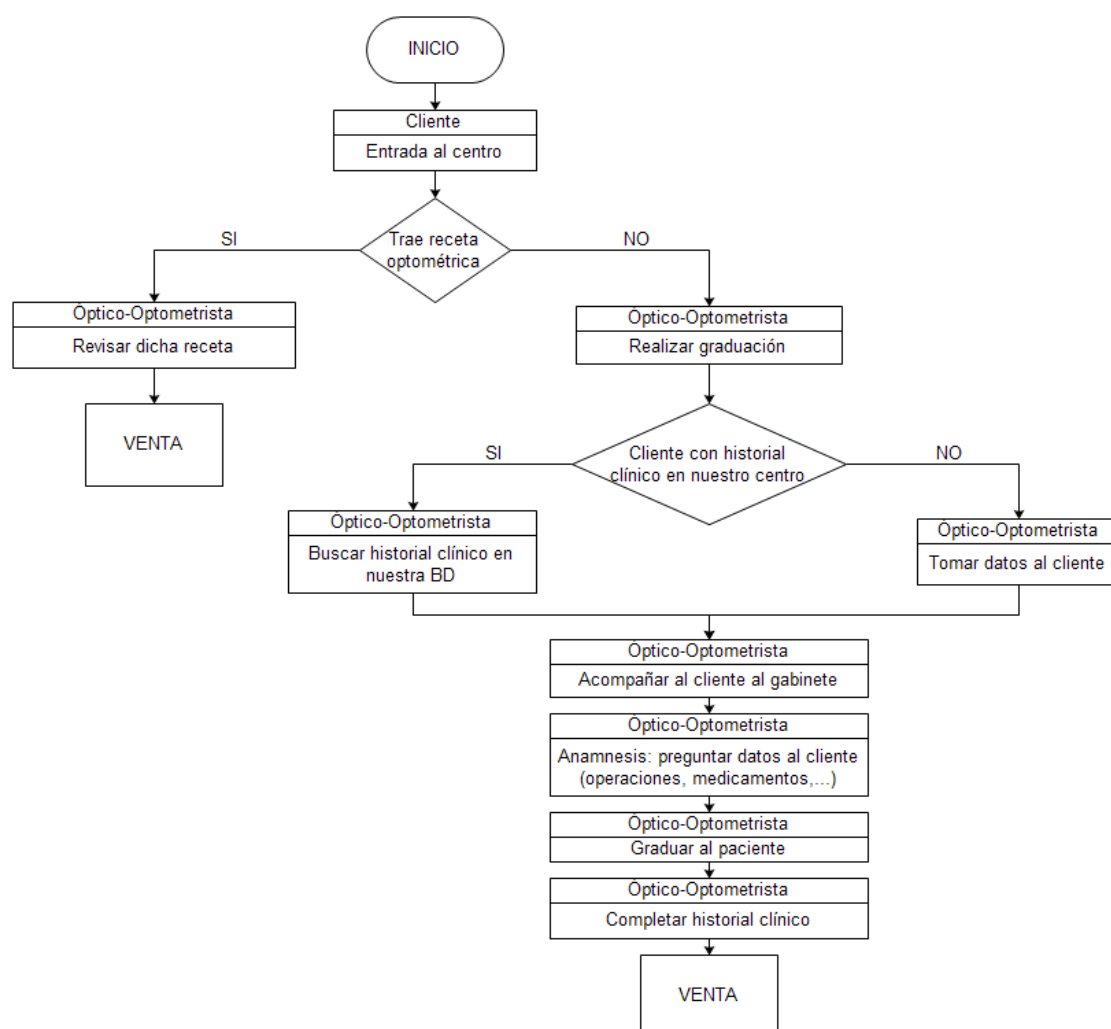 INICIO
Cliente
Entrada al centro
Trae receta
optométrica
SI
NO
Óptico-Optometrista
Revisar dicha receta
VENTA
Óptico-Optometrista
Realizar graduación
Cliente con historial
clínico en nuestro centro
SI
NO
Óptico-Optometrista
Buscar historial clínico en
nuestra BD
Óptico-Optometrista
Tomar datos al cliente
Óptico-Optometrista
Acompañar al cliente al gabinete
Óptico-Optometrista
Anamnesis: preguntar datos al cliente
(operaciones, medicamentos,...)
Óptico-Optometrista
Graduar al paciente
Óptico-Optometrista
Completar historial clínico
VENTA